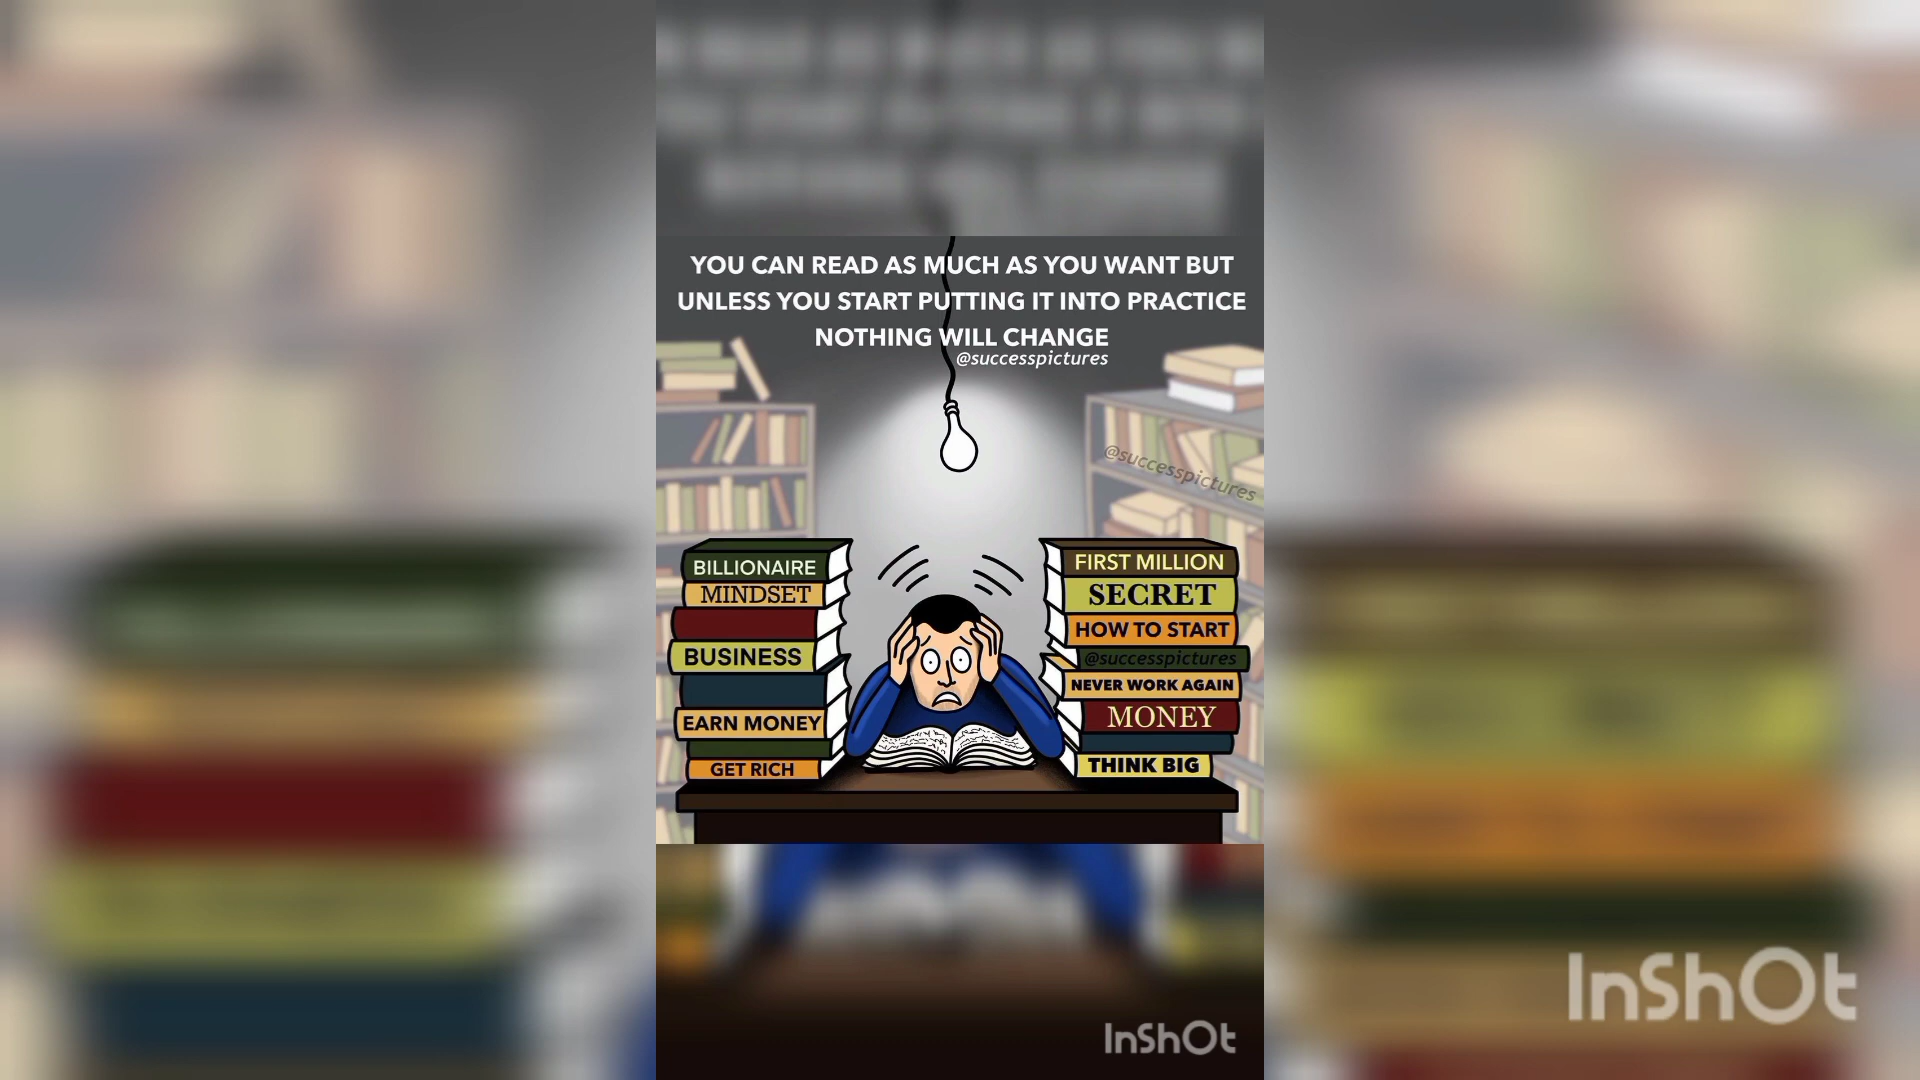 YOU CAN READ AS MUCH AS YOU WANT BUT
UNLESS YOU START PUTTING IT INTO PRACTICE
NOTHING WILL CHANGE
@successpictures
@successpictures
BILLIONAIRE
MINDSET
BUSINESS
EARN MONEY
GET RICH
FIRST MILLION
SECRET
HOW TO START
@successpictures
NEVER WORK AGAIN
MONEY
THINK BIG
InShOt
InShOt